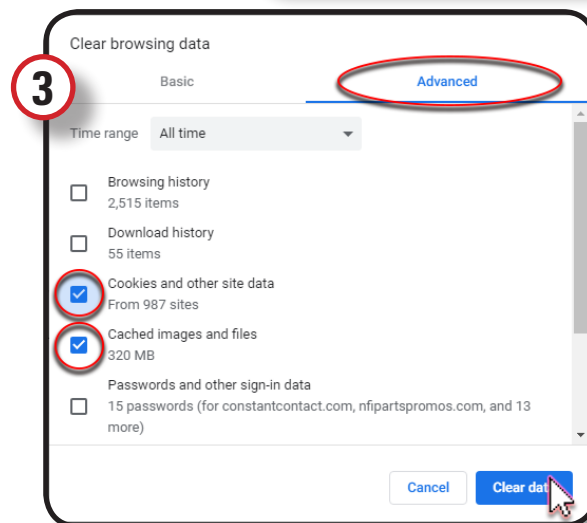 3
Clear browsing data
Basic
Advanced
Time range
All time
Browsing history
2,515 items
Download history
55 items
Cookies and other site data
From 987 sites
Cached images and files
320 MB
Passwords and other sign-in data
15 passwords (for constantcontact.com, nfipartspromos.com, and 13
more)
Cancel
Clear data